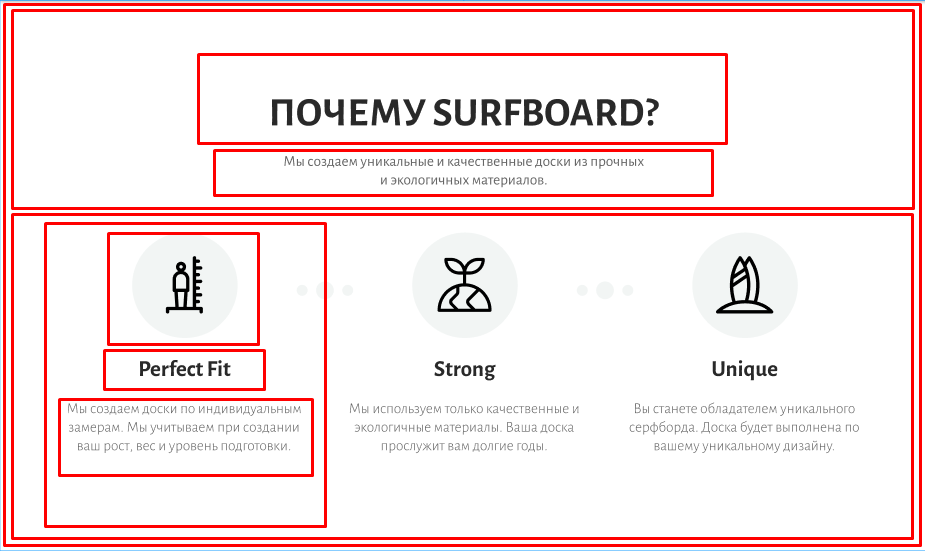 ПОЧЕМУ SURFBOARD?
Мы создаем уникальные и качественные доски из прочных
и экологичных материалов.
Perfect Fit
Мы создаем доски по индивидуальным
замерам. Мы учитываем при создании
ваш рост, вес и уровень подготовки.
Strong
Мы используем только качественные и
экологичные материалы. Ваша доска
прослужит вам долгие годы.
Unique
Вы станете обладателем уникального
серфборда. Доска будет выполнена по
вашему уникальному дизайну.